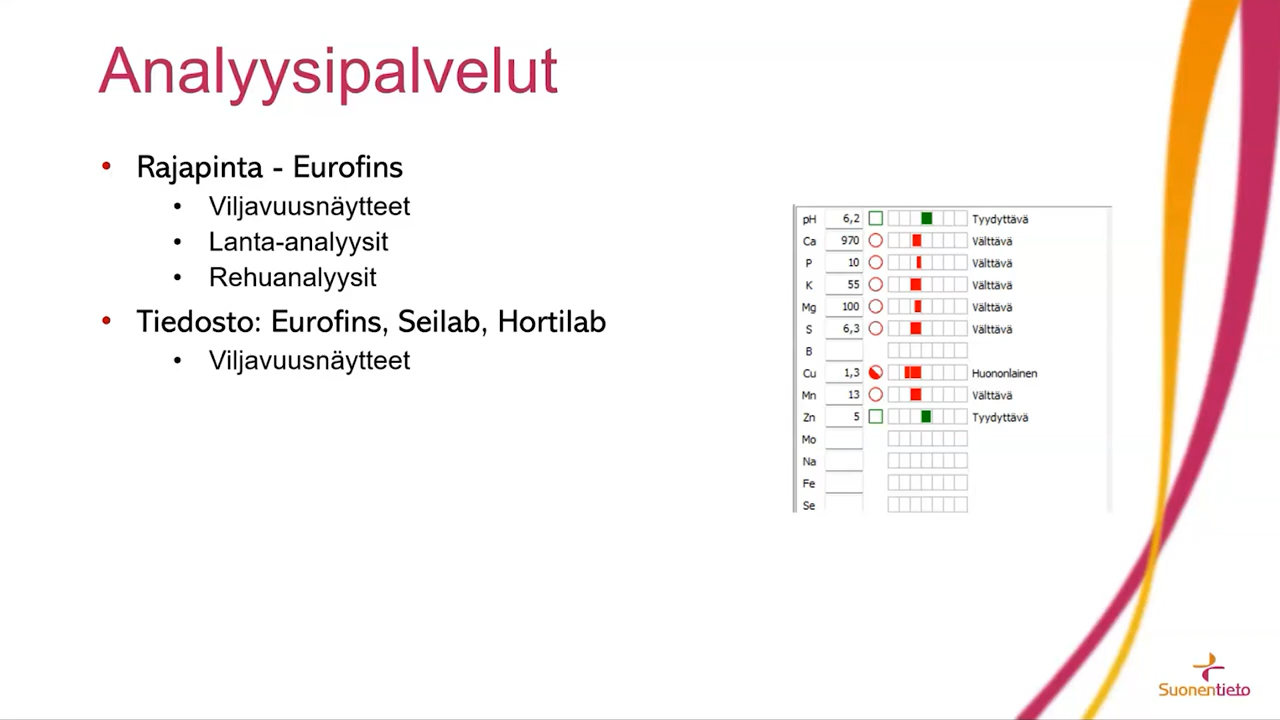 Analyysipalvelut
• Rajapinta - Eurofins
• Viljavuusnäytteet
• Lanta-analyysit
• Rehuanalyysit
• Tiedosto: Eurofins, Seilab, Hortilab
• Viljavuusnäytteet
pH 6,2 Tyydyttävä
Ca 970 Välttävä
P 10 Välttävä
K 55 Välttävä
Mg 100 Välttävä
S 6,3 Välttävä
B
Cu 1,3 Huononlainen
Mn 13 Välttävä
Zn 5 Tyydyttävä
Mo
Na
Fe
Se
Suonentieto